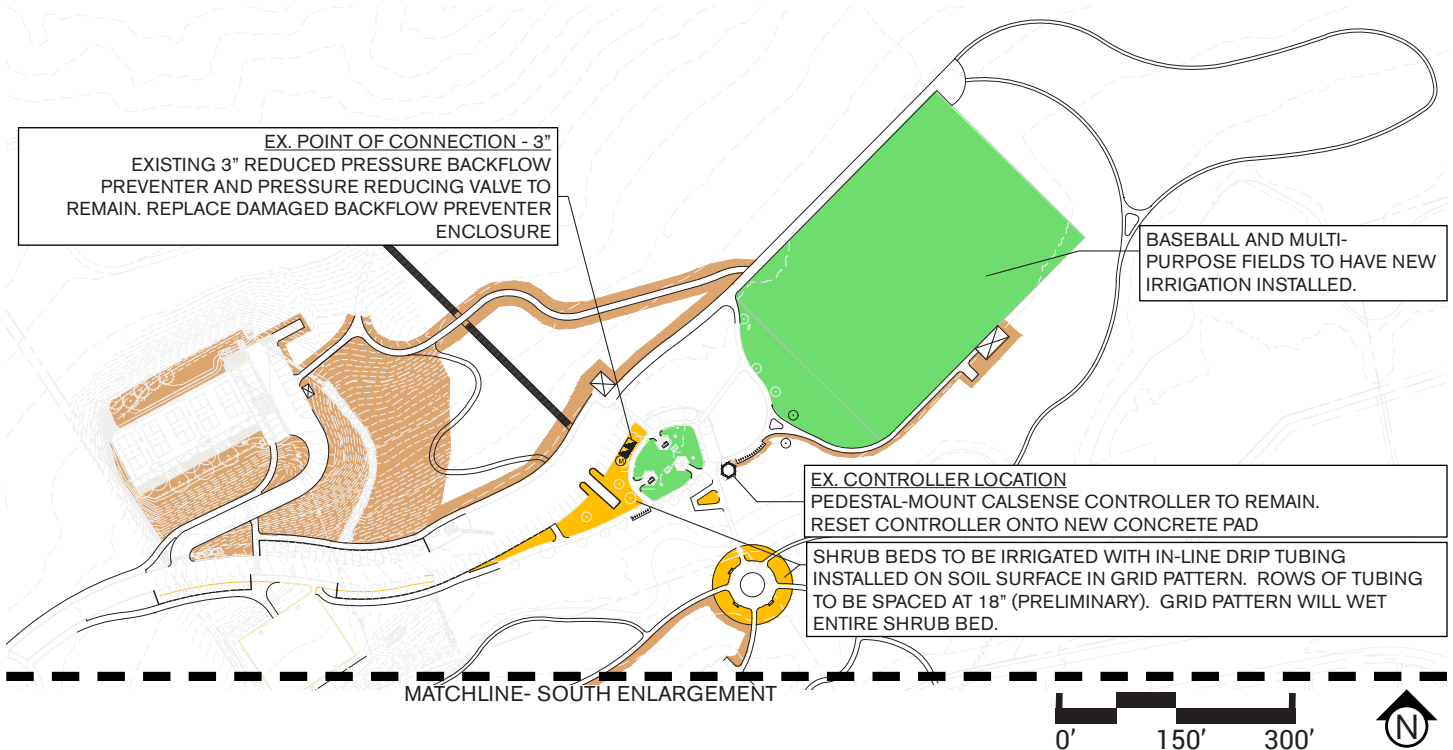 EX. POINT OF CONNECTION - 3”
EXISTING 3” REDUCED PRESSURE BACKFLOW
PREVENTER AND PRESSURE REDUCING VALVE TO
REMAIN. REPLACE DAMAGED BACKFLOW PREVENTER
ENCLOSURE
BASEBALL AND MULTI-
PURPOSE FIELDS TO HAVE NEW
IRRIGATION INSTALLED.
M
EX. CONTROLLER LOCATION
PEDESTAL-MOUNT CALSENSE CONTROLLER TO REMAIN.
RESET CONTROLLER ONTO NEW CONCRETE PAD
SHRUB BEDS TO BE IRRIGATED WITH IN-LINE DRIP TUBING
INSTALLED ON SOIL SURFACE IN GRID PATTERN. ROWS OF TUBING
TO BE SPACED AT 18” (PRELIMINARY). GRID PATTERN WILL WET
ENTIRE SHRUB BED.
MATCHLINE- SOUTH ENLARGEMENT
0’ 150’ 300’
N